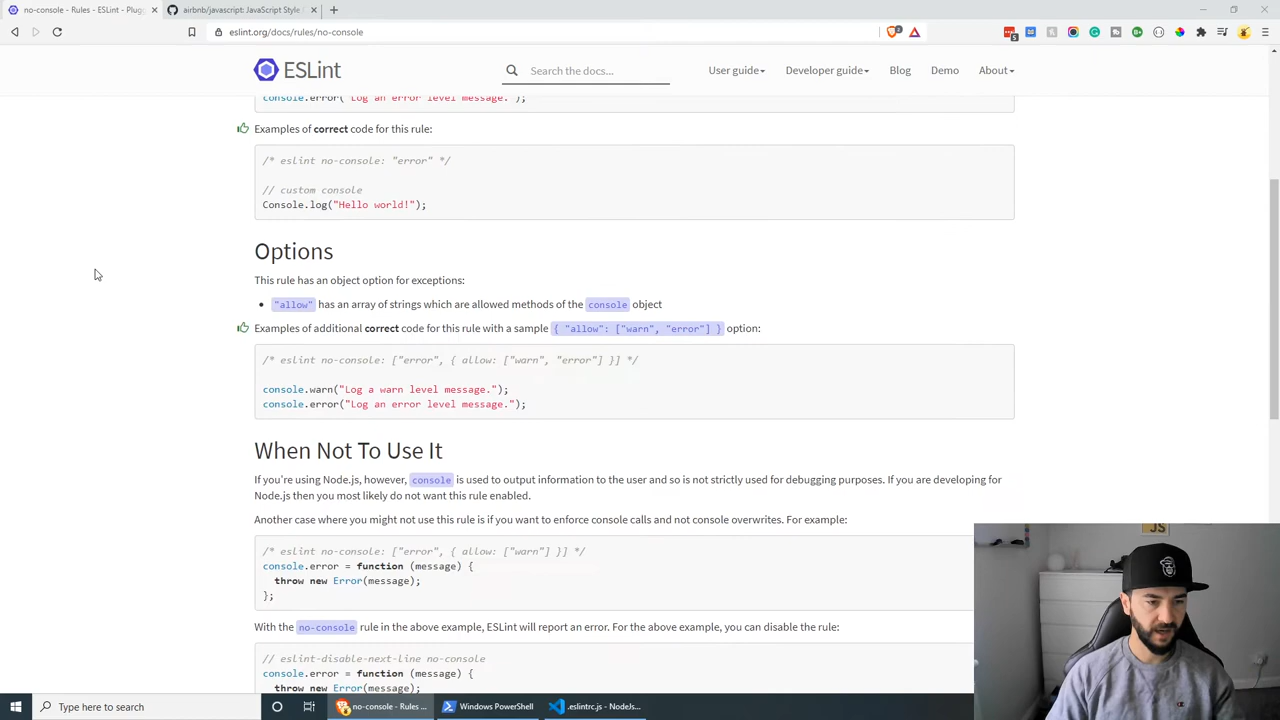 no-console - Rules - ESLint - Plugg
airbnb/javascript: JavaScript Style
eslint.org/docs/rules/no-console
ESLint
Search the docs...
User guide
Developer guide
Blog
Demo
About
console.error("Log an error level message.");
Examples of correct code for this rule:
/* eslint no-console: "error" */
// custom console
Console.log("Hello world!");
Options
This rule has an object option for exceptions:
"allow" has an array of strings which are allowed methods of the console object
Examples of additional correct code for this rule with a sample { "allow": ["warn", "error"] } option:
/* eslint no-console: ["error", { allow: ["warn", "error"] }] */
console.warn("Log a warn level message.");
console.error("Log an error level message.");
When Not To Use It
If you're using Node.js, however, console is used to output information to the user and so is not strictly used for debugging purposes. If you are developing for
Node.js then you most likely do not want this rule enabled.
Another case where you might not use this rule is if you want to enforce console calls and not console overwrites. For example:
/* eslint no-console: ["error", { allow: ["warn"] }] */
console.error = function (message) {
throw new Error(message);
};
With the no-console rule in the above example, ESLint will report an error. For the above example, you can disable the rule:
// eslint-disable-next-line no-console
console.error = function (message) {
throw new Error(message);
JS
Type here to search
no-console - Rules ...
Windows PowerShell
.eslintrc.js - NodeJs...